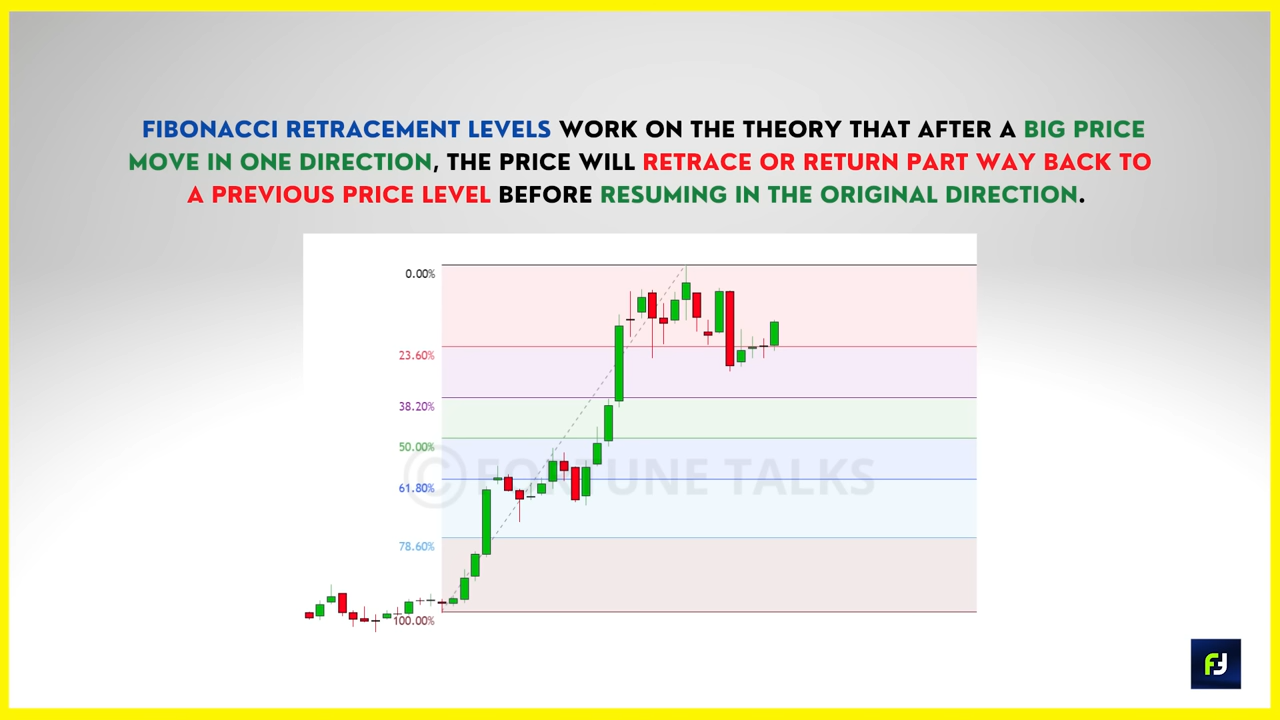 FIBONACCI RETRACEMENT LEVELS WORK ON THE THEORY THAT AFTER A BIG PRICE
MOVE IN ONE DIRECTION, THE PRICE WILL RETRACE OR RETURN PART WAY BACK TO
A PREVIOUS PRICE LEVEL BEFORE RESUMING IN THE ORIGINAL DIRECTION.
0.00%
23.60%
38.20%
50.00%
© FORTUNE TALKS
61.80%
78.60%
100.00%